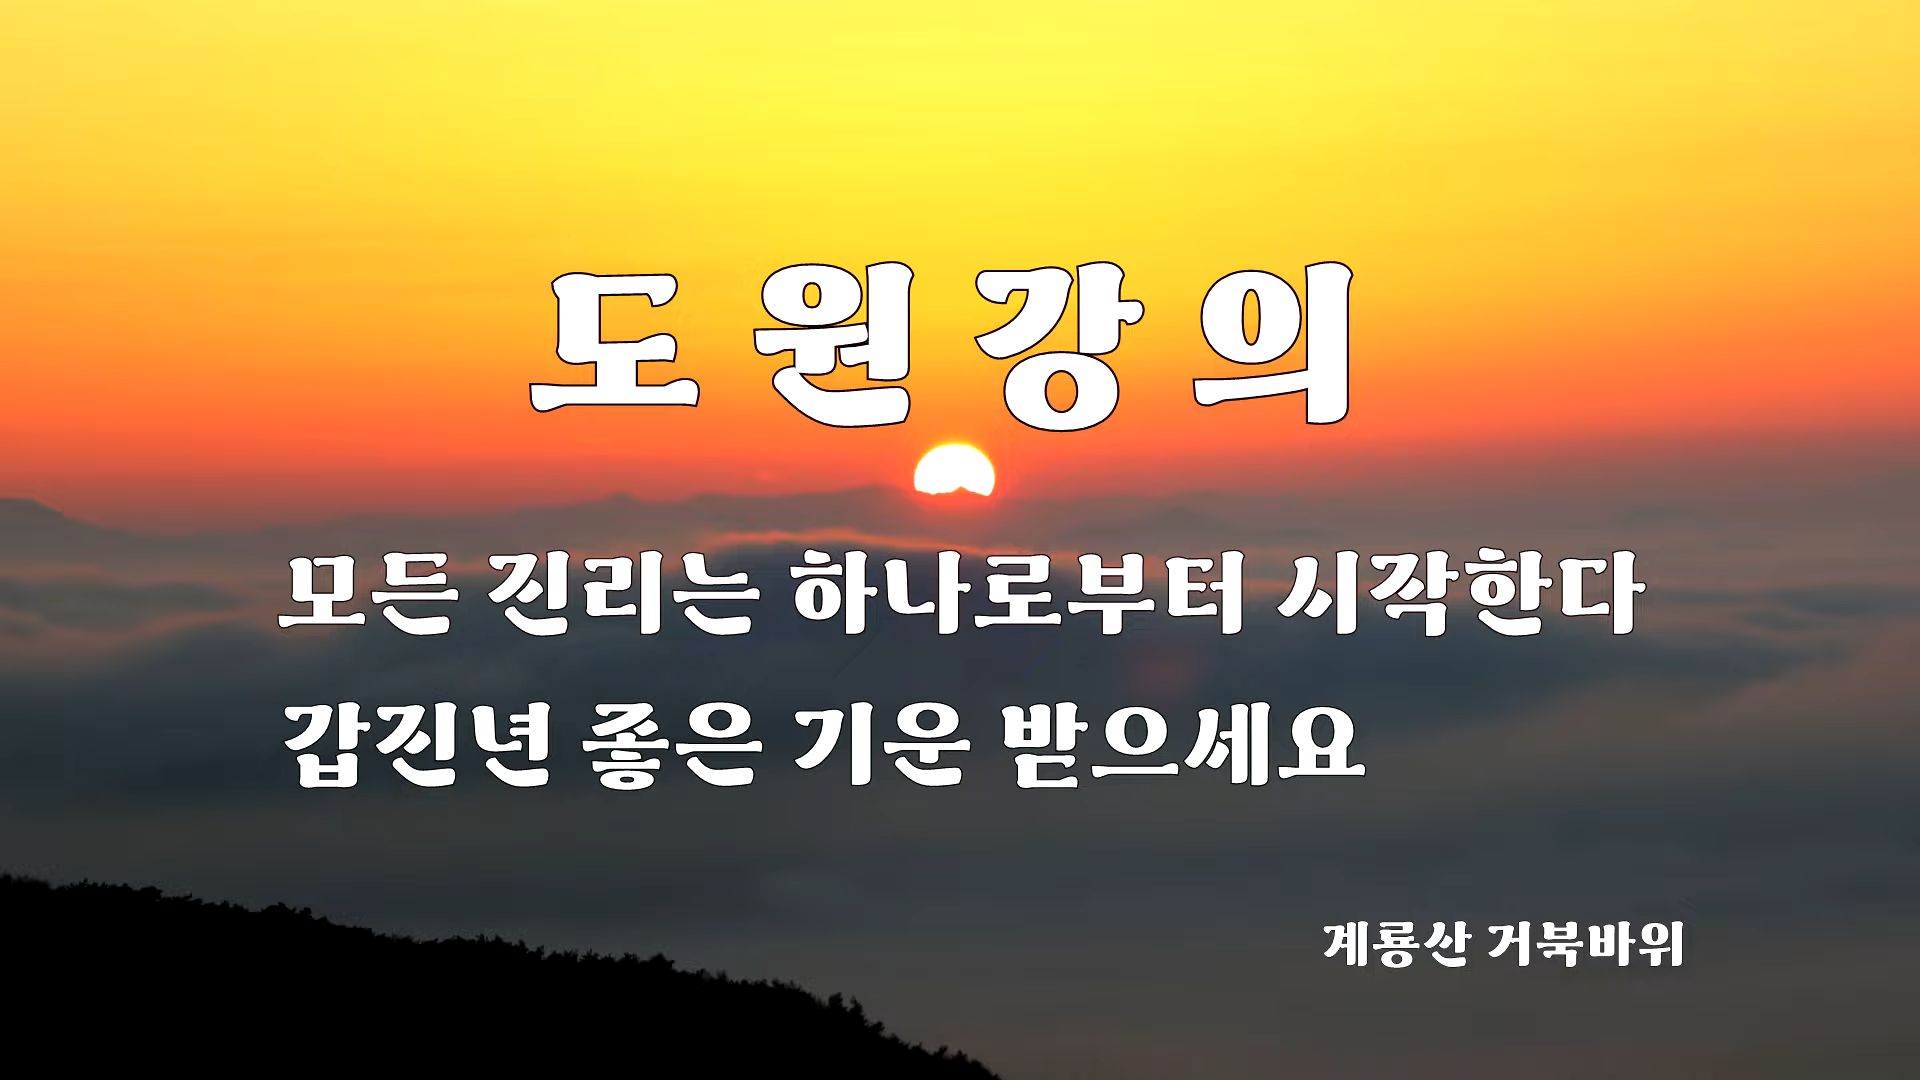 도원강의
모든 진리는 하나로부터 시작한다
갑진년 좋은 기운 받으세요
계룡산 거북바위